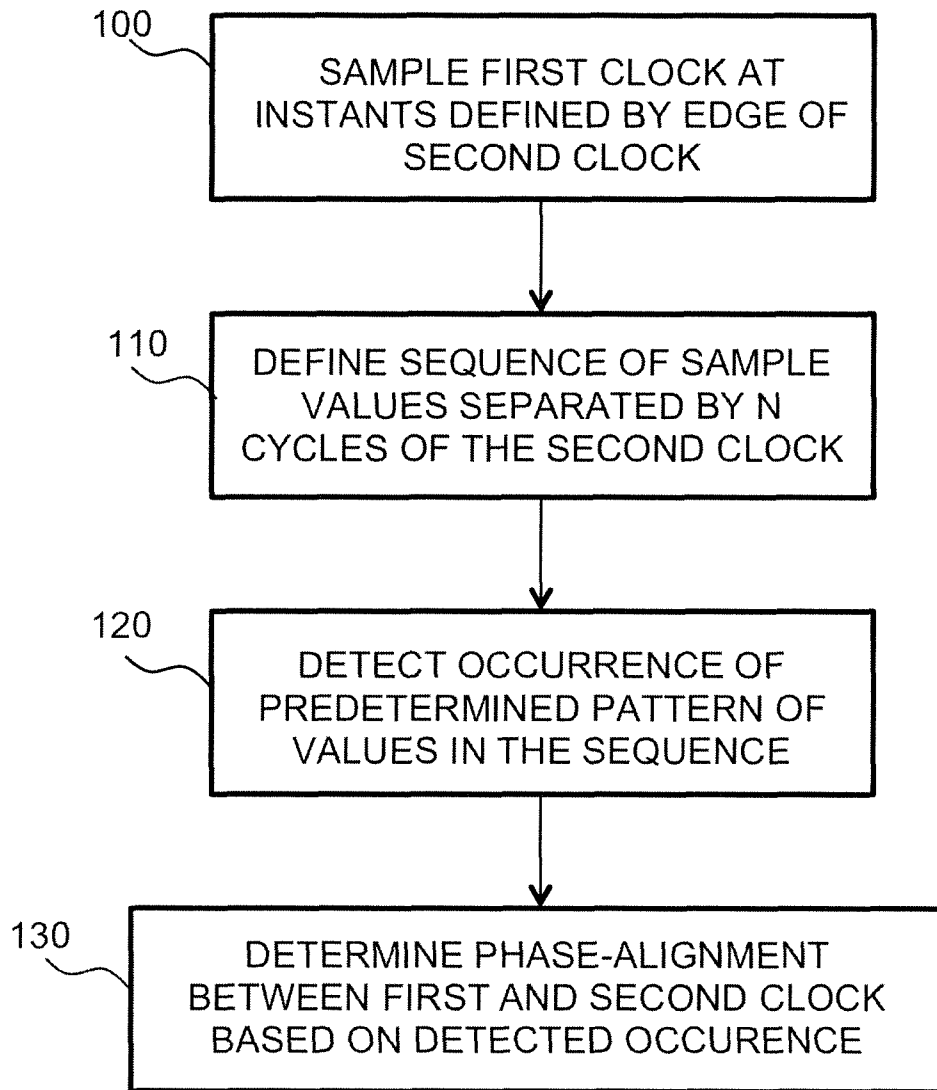 100
SAMPLE FIRST CLOCK AT
INSTANTS DEFINED BY EDGE OF
SECOND CLOCK
110
DEFINE SEQUENCE OF SAMPLE
VALUES SEPARATED BY N
CYCLES OF THE SECOND CLOCK
120
DETECT OCCURRENCE OF
PREDETERMINED PATTERN OF
VALUES IN THE SEQUENCE
130
DETERMINE PHASE-ALIGNMENT
BETWEEN FIRST AND SECOND CLOCK
BASED ON DETECTED OCCURENCE